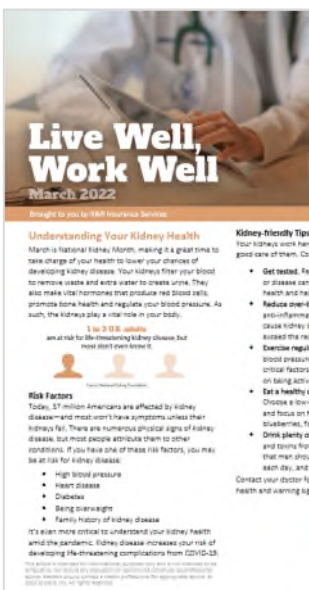 Live Well,
Work Well
March 2022
Brought to you by R&R Insurance Services
Understanding Your Kidney Health
March is National Kidney Month, making it a great time to
take charge of your health to lower your chances of
developing kidney disease. Your kidneys filter your blood
to remove waste and extra water to create urine. They
also make vital hormones that produce red blood cells,
promote bone health and regulate your blood pressure. As
such, the kidneys play a vital role in your body.
1 in 3 U.S. adults
are at risk for life-threatening kidney disease, but
most don't even know it.
Source: National Kidney Foundation
Risk Factors
Today, 37 million Americans are affected by kidney
disease—and most won't have symptoms unless their
kidneys fail. There are numerous physical signs of kidney
disease, but most people attribute them to other
conditions. If you have one of these risk factors, you may
be at risk for kidney disease:
• High blood pressure
• Heart disease
• Diabetes
• Being overweight
• Family history of kidney disease
It's even more critical to understand your kidney health
amid the pandemic. Kidney disease increases your risk of
developing life-threatening complications from COVID-19;
Kidney-friendly Tips
Your kidneys work har
good care of them. Co
• Get tested.
or disease can
health and
• Reduce over-t
anti-inflamma
cause kidney
exceed the re
• Exercise regul
blood pressur
critical factors
on being activ
• Eat a healthy
Choose a low-
and focus on f
blueberries, fi
• Drink plenty o
and toxins fro
that men shou
each day, and
Contact your doctor fo
health and warning sig